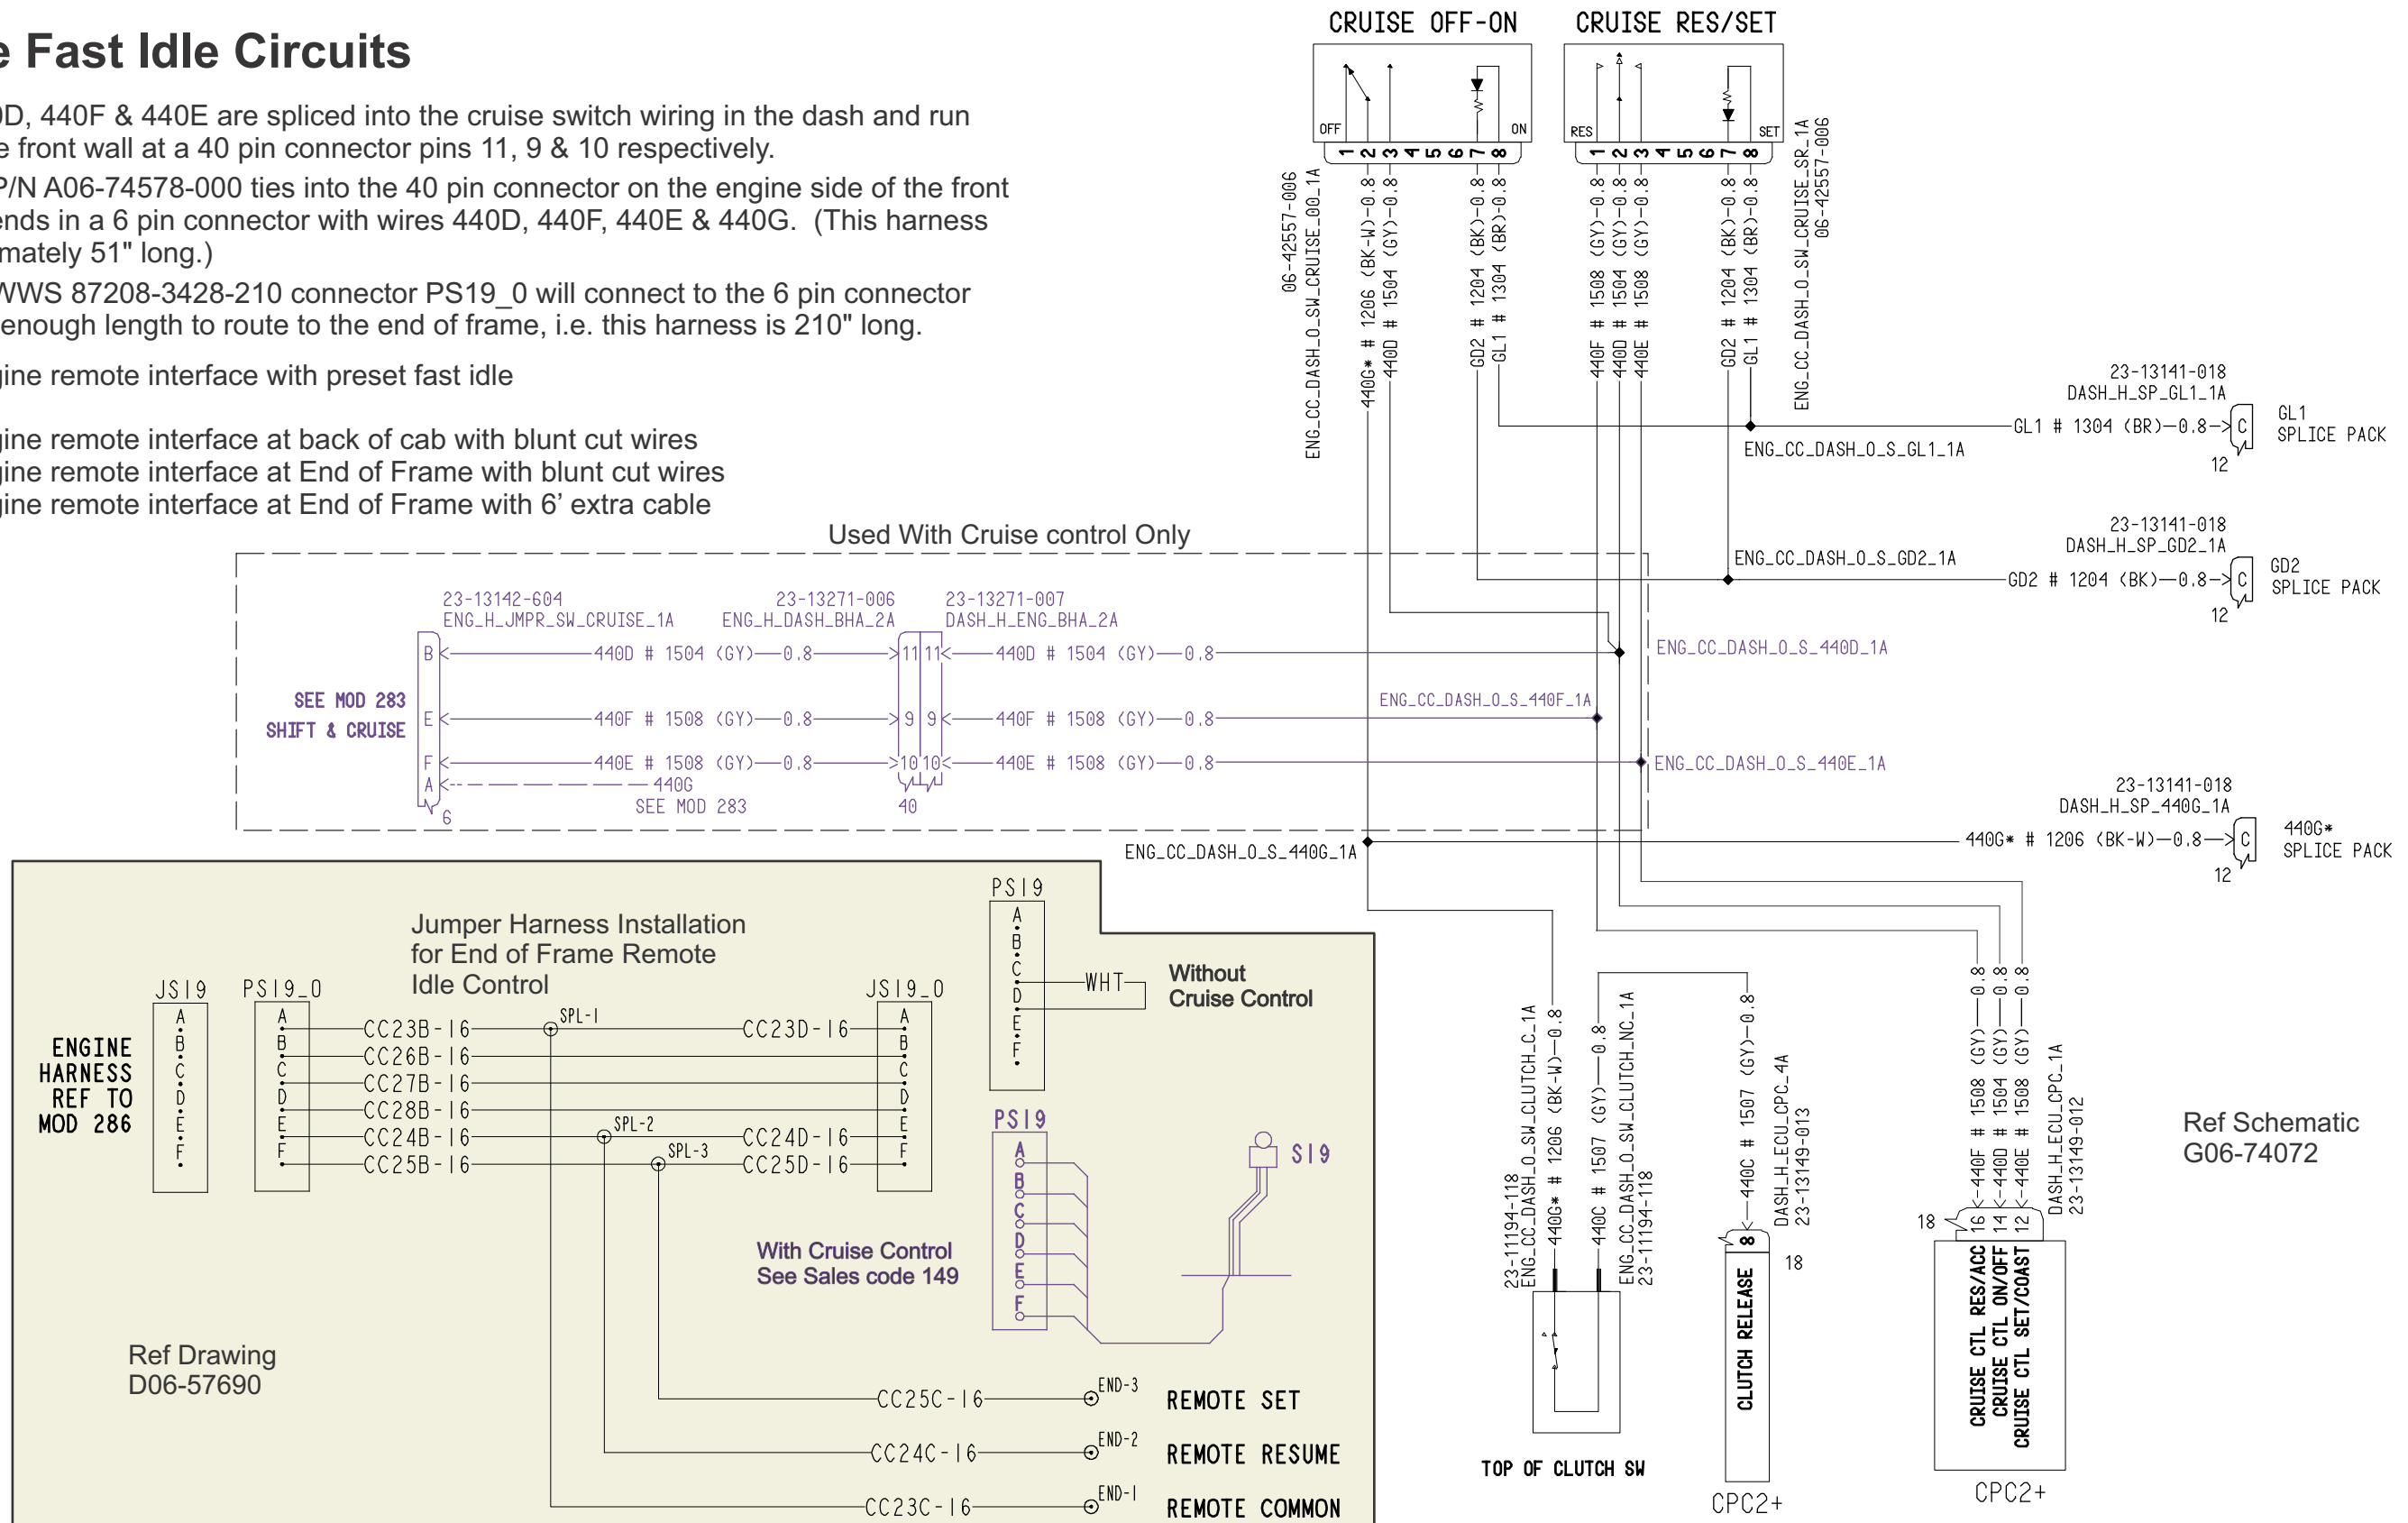 e Fast Idle Circuits
0D, 440F & 440E are spliced into the cruise switch wiring in the dash and run
e front wall at a 40 pin connector pins 11, 9 & 10 respectively.
P/N A06-74578-000 ties into the 40 pin connector on the engine side of the front
ends in a 6 pin connector with wires 440D, 440F, 440E & 440G. (This harness
mately 51" long.)
WWS 87208-3428-210 connector PS19_0 will connect to the 6 pin connector
enough length to route to the end of frame, i.e. this harness is 210" long.
gine remote interface with preset fast idle
gine remote interface at back of cab with blunt cut wires
gine remote interface at End of Frame with blunt cut wires
gine remote interface at End of Frame with 6’ extra cable
CRUISE OFF-ON
OFF
ON
1 2 3 4 5 6 7 8
06-42557-006
ENG_CC_DASH_O_SW_CRUISE_OO_1A
440G* # 1206 (BK-W)-0.8
440D # 1504 (GY)-0.8
GD2 # 1204 (BK)-0.8
GL1 # 1304 (BR)-0.8
CRUISE RES/SET
RES
SET
1 2 3 4 5 6 7 8
440F # 1508 (GY)-0.8
440D # 1504 (GY)-0.8
440E # 1508 (GY)-0.8
GD2 # 1204 (BK)-0.8
GL1 # 1304 (BR)-0.8
ENG_CC_DASH_O_SW_CRUISE_SR_1A
06-42557-006
23-13141-018
DASH_H_SP_GL1_1A
GL1 # 1304 (BR)-0.8
C
GL1
SPLICE PACK
12
ENG_CC_DASH_O_S_GL1_1A
23-13141-018
DASH_H_SP_GD2_1A
ENG_CC_DASH_O_S_GD2_1A
GD2 # 1204 (BK)-0.8
C
GD2
SPLICE PACK
12
Used With Cruise control Only
23-13142-604
ENG_H_JMPR_SW_CRUISE_1A
23-13271-006
ENG_H_DASH_BHA_2A
23-13271-007
DASH_H_ENG_BHA_2A
B 440D # 1504 (GY)-0.8 11 11 440D # 1504 (GY)-0.8
ENG_CC_DASH_O_S_440D_1A
SEE MOD 283
SHIFT & CRUISE
E 440F # 1508 (GY)-0.8 9 9 440F # 1508 (GY)-0.8
ENG_CC_DASH_O_S_440F_1A
F 440E # 1508 (GY)-0.8 10 10 440E # 1508 (GY)-0.8
ENG_CC_DASH_O_S_440E_1A
A 440G
SEE MOD 283
6
40
23-13141-018
DASH_H_SP_440G_1A
440G* # 1206 (BK-W)-0.8
C
440G*
SPLICE PACK
12
ENG_CC_DASH_O_S_440G_1A
Jumper Harness Installation
for End of Frame Remote
Idle Control
ENGINE
HARNESS
REF TO
MOD 286
JS19
A
B
C
D
E
F
PS19_0
A
B
C
D
E
F
CC23B-16
CC26B-16
CC27B-16
CC28B-16
CC24B-16
CC25B-16
SPL-1
SPL-2
SPL-3
CC23D-16
CC24D-16
CC25D-16
JS19_0
A
B
C
D
E
F
PS19
A
B
C
D
E
F
WHT
Without
Cruise Control
PS19
A
B
C
D
E
F
S19
With Cruise Control
See Sales code 149
Ref Drawing
D06-57690
CC25C-16 END-3 REMOTE SET
CC24C-16 END-2 REMOTE RESUME
CC23C-16 END-1 REMOTE COMMON
23-11194-118
ENG_CC_DASH_O_SW_CLUTCH_C_1A
440G* # 1206 (BK-W)-0.8
440C # 1507 (GY)-0.8
ENG_CC_DASH_O_SW_CLUTCH_NC_1A
23-11194-118
TOP OF CLUTCH SW
440C # 1507 (GY)-0.8
DASH_H_ECU_CPC_4A
23-13149-013
8
18
CLUTCH RELEASE
CPC2+
440F # 1508 (GY)-0.8
440D # 1504 (GY)-0.8
440E # 1508 (GY)-0.8
DASH_H_ECU_CPC_1A
23-13149-012
18
16
14
12
CRUISE CTL RES/ACC
CRUISE CTL ON/OFF
CRUISE CTL SET/COAST
CPC2+
Ref Schematic
G06-74072